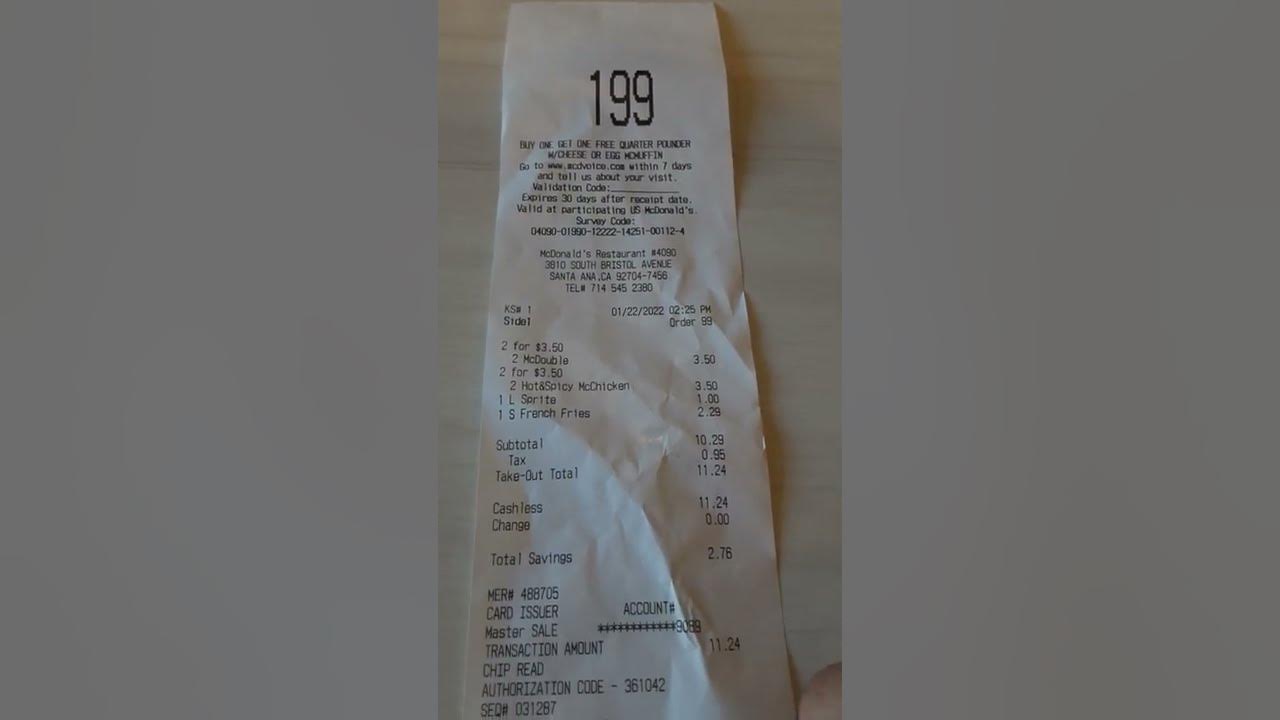 199
BUY ONE GET ONE FREE QUARTER POUNDER
W/CHEESE OR EGG MCMUFFIN
Go to www.mcdvoice.com within 7 days
and tell us about your visit.
Validation Code:__________
Expires 30 days after receipt date.
Valid at participating US McDonald's.
Survey Code:
04090-01990-12222-14251-00112-4
McDonald's Restaurant #4090
3810 SOUTH BRISTOL AVENUE
SANTA ANA,CA 92704-7456
TEL# 714 545 2380
KS# 1 01/22/2022 02:25 PM
Side1 Order 99
2 for $3.50
2 McDouble 3.50
2 for $3.50
2 Hot&Spicy McChicken 3.50
1 L Sprite 1.00
1 S French Fries 2.29
Subtotal 10.29
Tax 0.95
Take-Out Total 11.24
Cashless 11.24
Change 0.00
Total Savings 2.76
MER# 488705
CARD ISSUER ACCOUNT#
Master SALE ************9089
TRANSACTION AMOUNT 11.24
CHIP READ
AUTHORIZATION CODE - 361042
SEQ# 031287